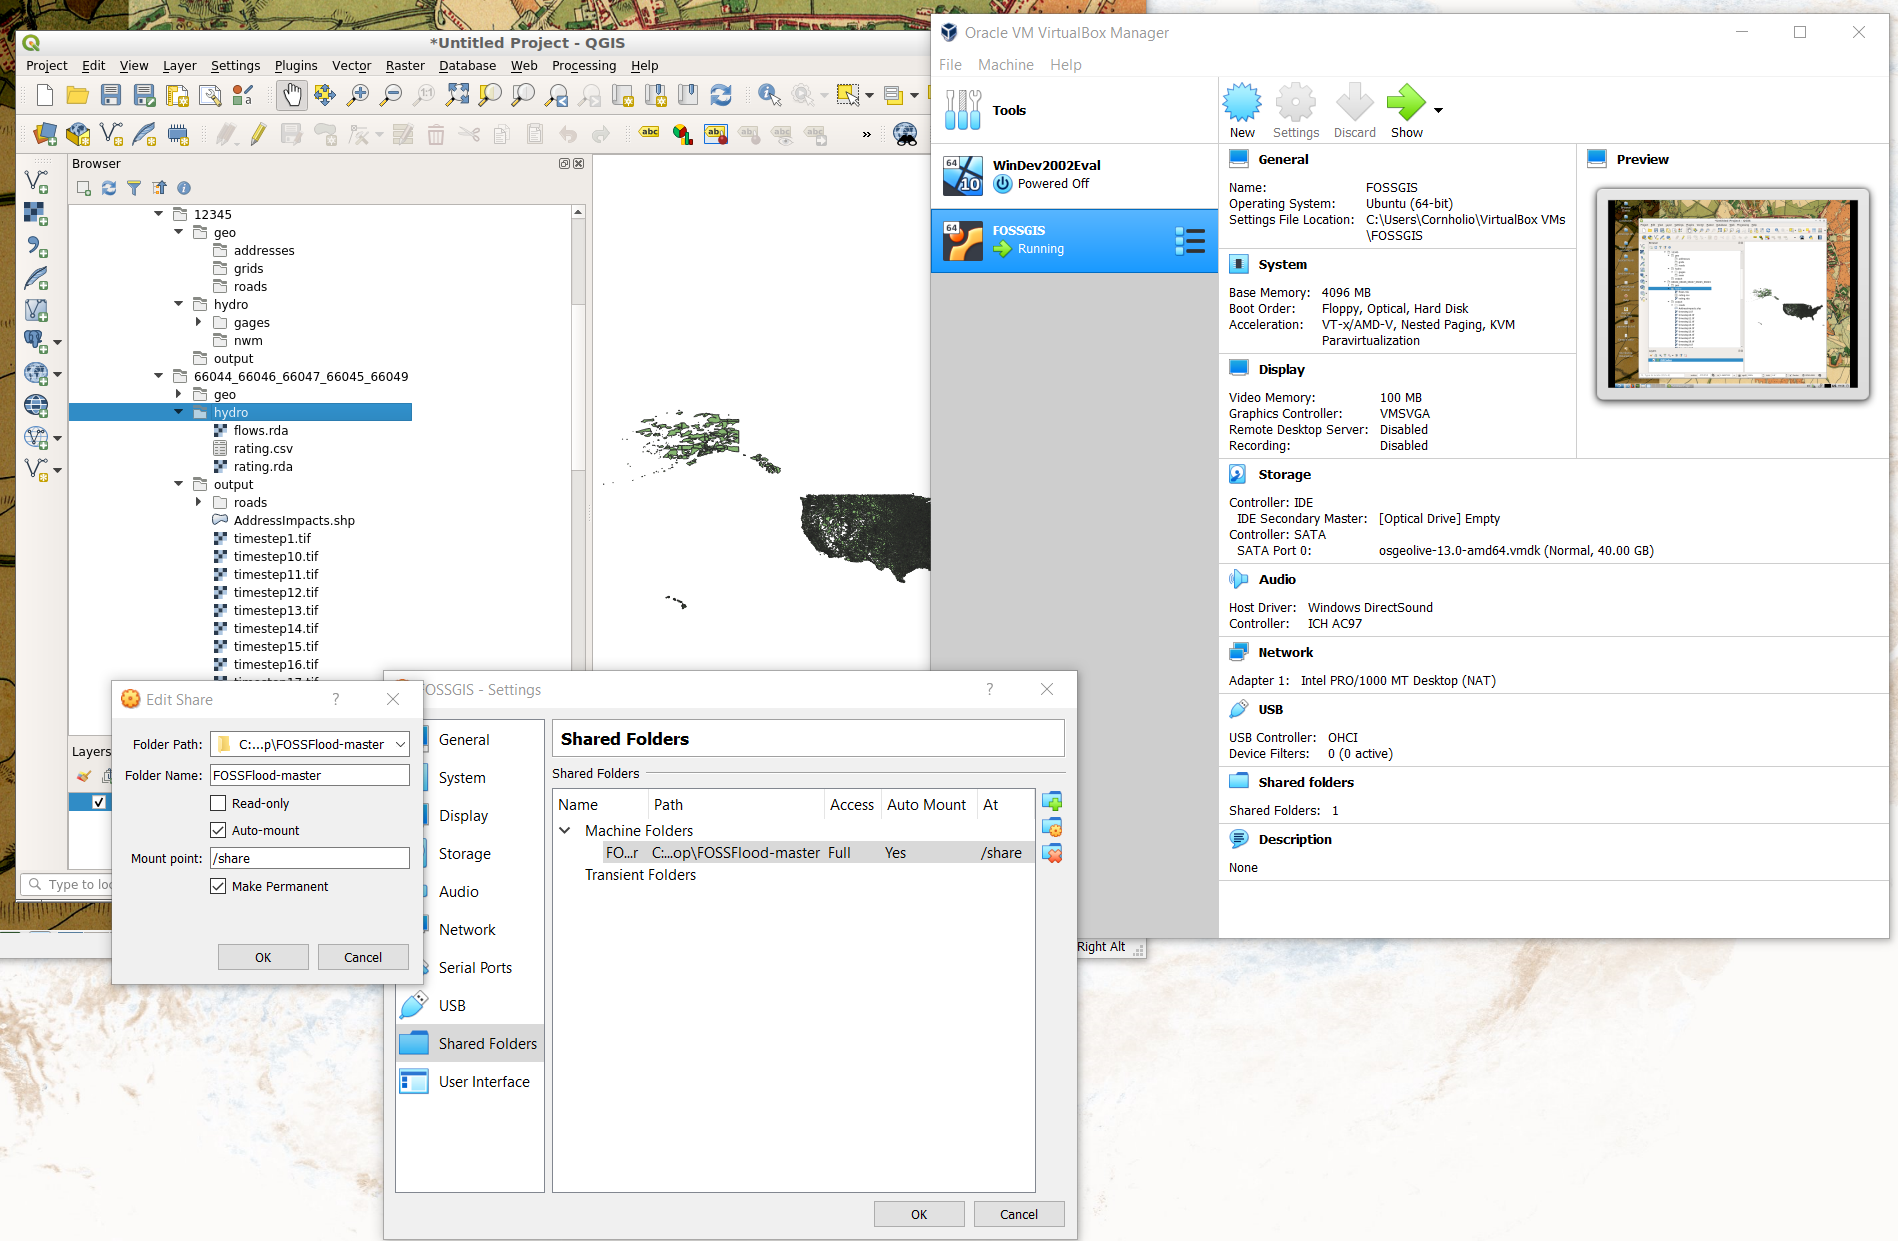 *Untitled Project - QGIS
Project Edit View Layer Settings Plugins Vector Raster Database Web Processing Help
Browser
12345
geo
addresses
grids
roads
hydro
gages
nwm
output
66044_66046_66047_66045_66049
geo
hydro
flows.rda
rating.csv
rating.rda
output
roads
AddressImpacts.shp
timestep1.tif
timestep10.tif
timestep11.tif
timestep12.tif
timestep13.tif
timestep14.tif
timestep15.tif
timestep16.tif
Layers
Type to loc
Right Alt
Oracle VM VirtualBox Manager
File Machine Help
Tools
64
10
WinDev2002Eval
Powered Off
64
FOSSGIS
Running
New Settings Discard Show
General
Name: FOSSGIS
Operating System: Ubuntu (64-bit)
Settings File Location: C:\Users\Cornholio\VirtualBox VMs
\FOSSGIS
Preview
System
Base Memory: 4096 MB
Boot Order: Floppy, Optical, Hard Disk
Acceleration: VT-x/AMD-V, Nested Paging, KVM
Paravirtualization
Display
Video Memory: 100 MB
Graphics Controller: VMSVGA
Remote Desktop Server: Disabled
Recording: Disabled
Storage
Controller: IDE
IDE Secondary Master: [Optical Drive] Empty
Controller: SATA
SATA Port 0: osgeolive-13.0-amd64.vmdk (Normal, 40.00 GB)
Audio
Host Driver: Windows DirectSound
Controller: ICH AC97
Network
Adapter 1: Intel PRO/1000 MT Desktop (NAT)
USB
USB Controller: OHCI
Device Filters: 0 (0 active)
Shared folders
Shared Folders: 1
Description
None
Edit Share ?
Folder Path: C:...p\FOSSFlood-master
Folder Name: FOSSFlood-master
Read-only
Auto-mount
Mount point: /share
Make Permanent
OK Cancel
OSSGIS - Settings ?
General
System
Display
Storage
Audio
Network
Serial Ports
USB
Shared Folders
User Interface
Shared Folders
Shared Folders
Name Path Access Auto Mount At
Machine Folders
FO...r C:...op\FOSSFlood-master Full Yes /share
Transient Folders
OK Cancel